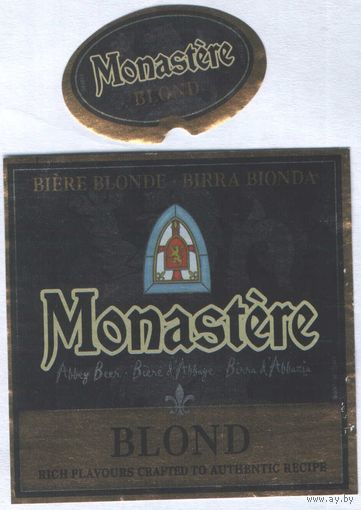 Monastère
BLOND
BIÈRE BLONDE · BIRRA BIONDA
Monastère
Abbey Beer · Bière d'Abbaye · Birra d'Abbazia
BLOND
RICH FLAVOURS CRAFTED TO AUTHENTIC RECIPE
www.ay.by